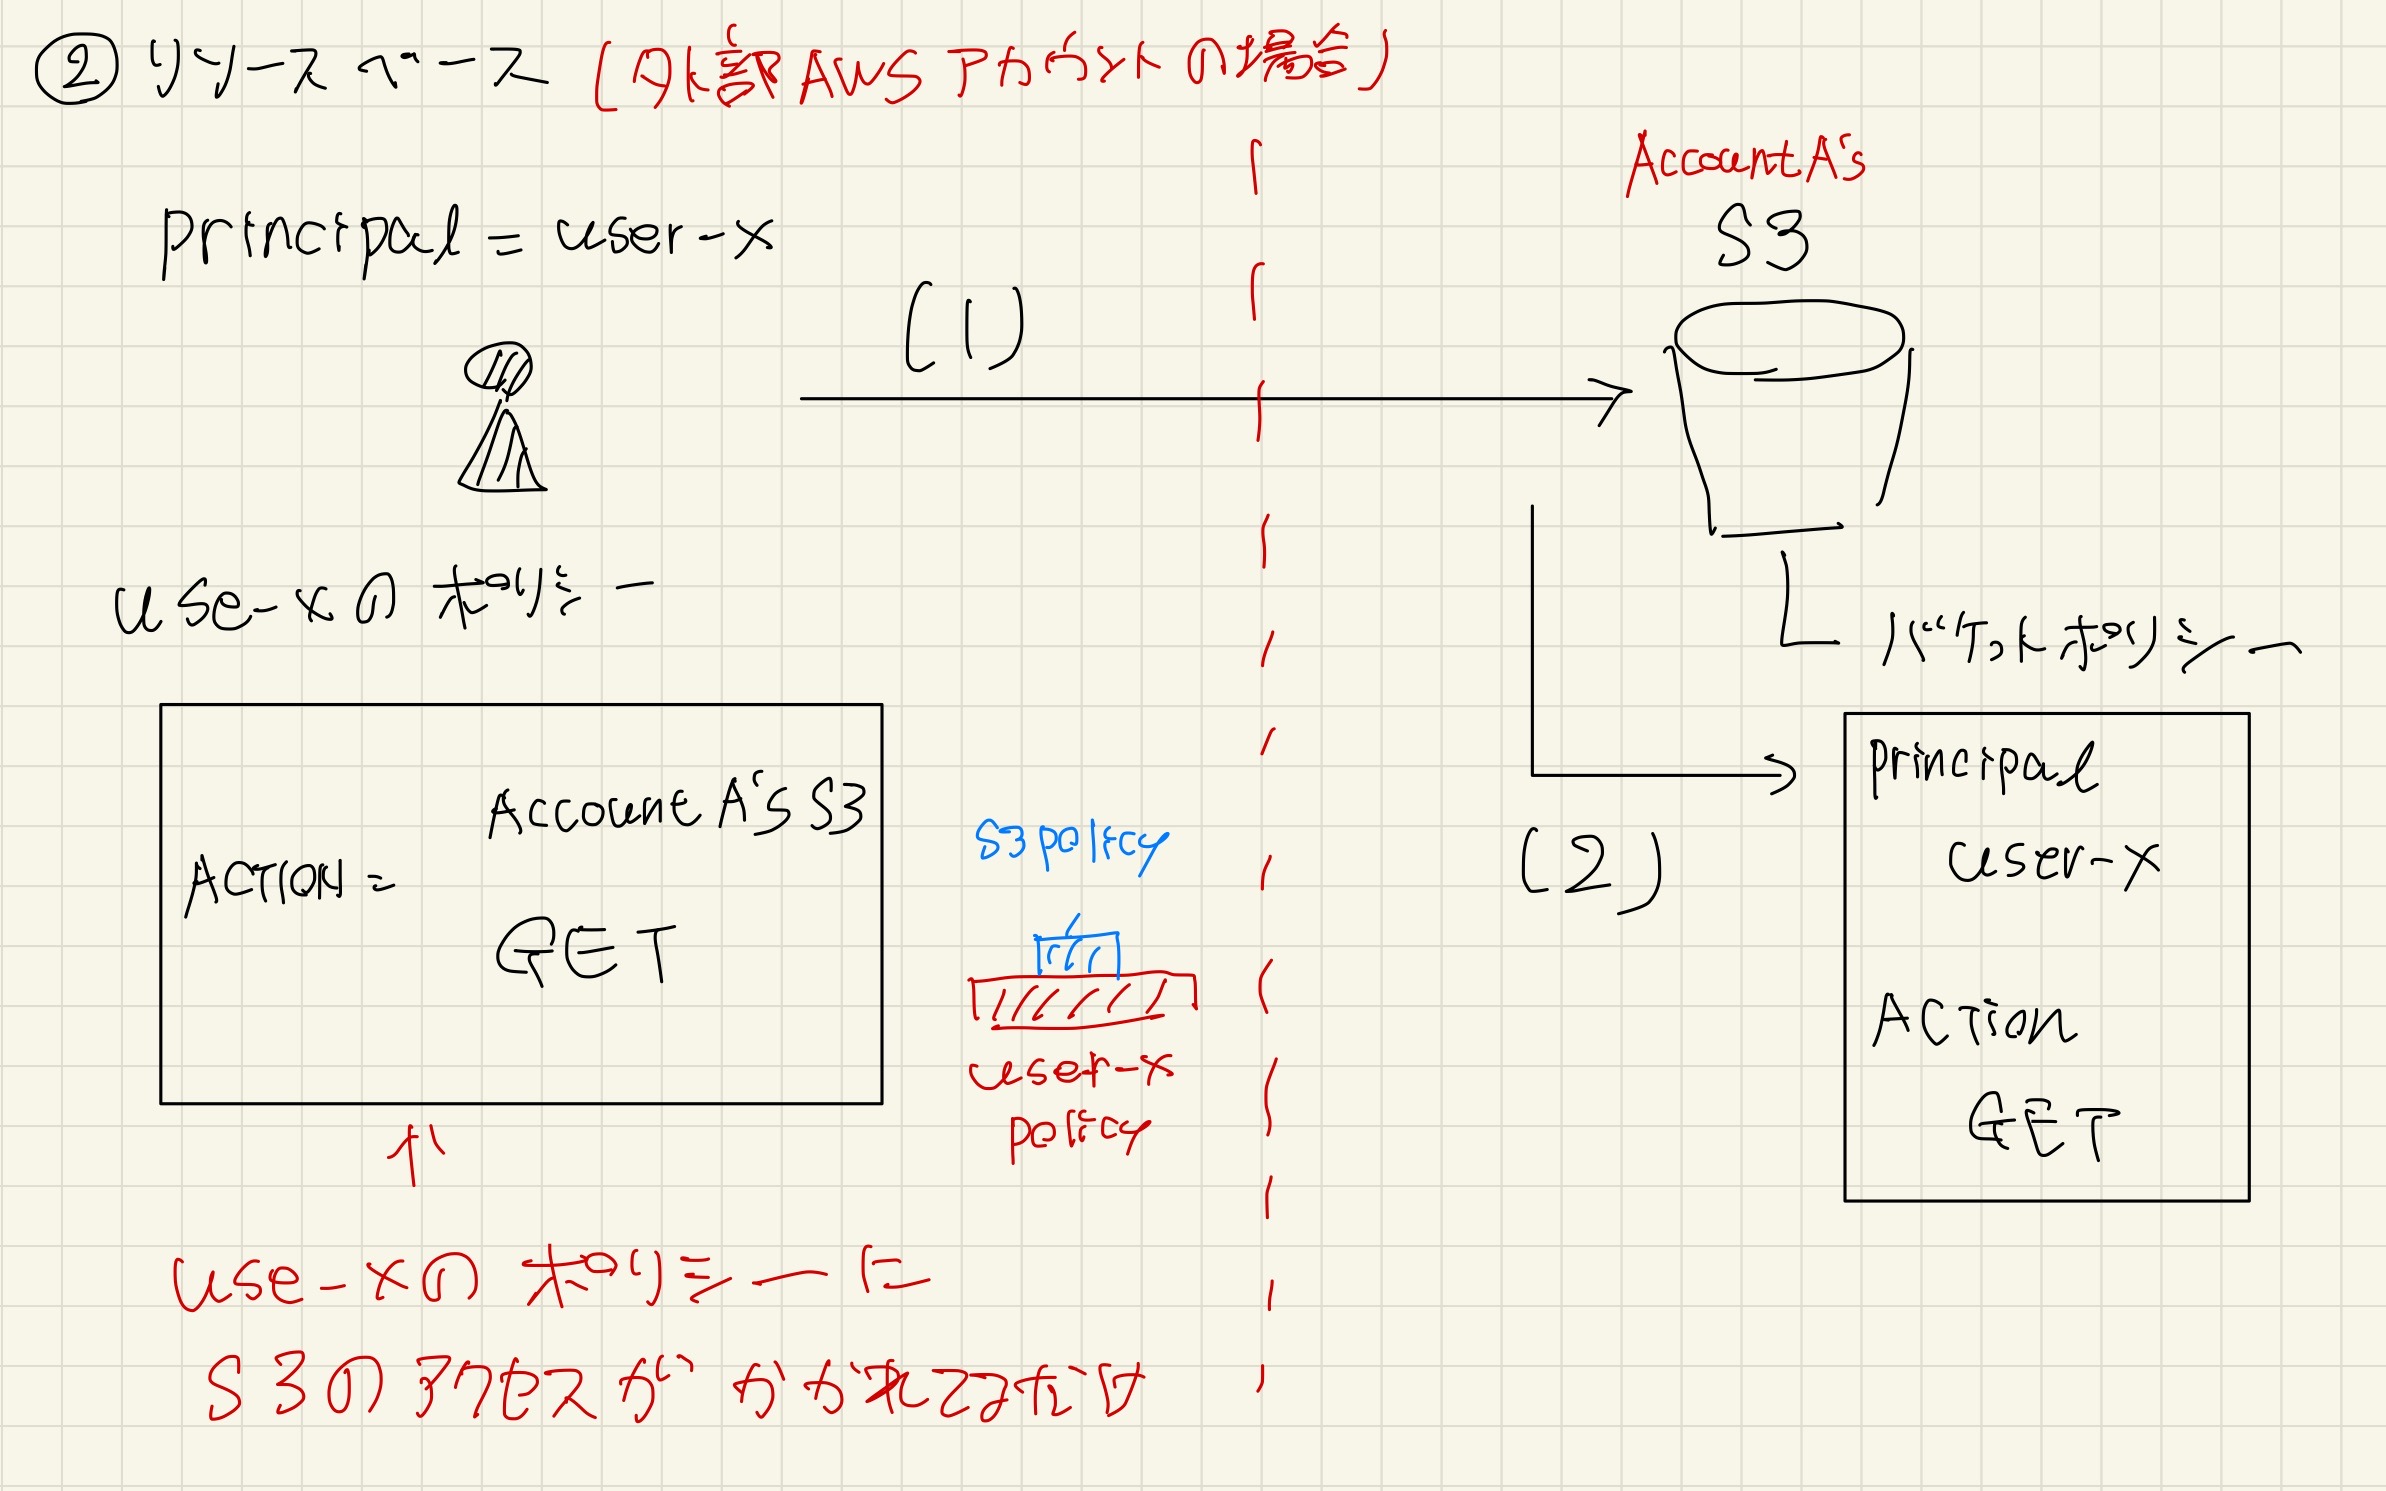 ② リソースベース (外部AWSアカウントの場合)
Account A's
S3
principal = user-x
(1)
use-xの ポリシー
バケットポリシー
Account A's S3
ACTION =
GET
S3 policy
user-x
policy
(2)
principal
user-x
Action
GET
use-xの ポリシーに
S3のアクセスが かかれてるだけ